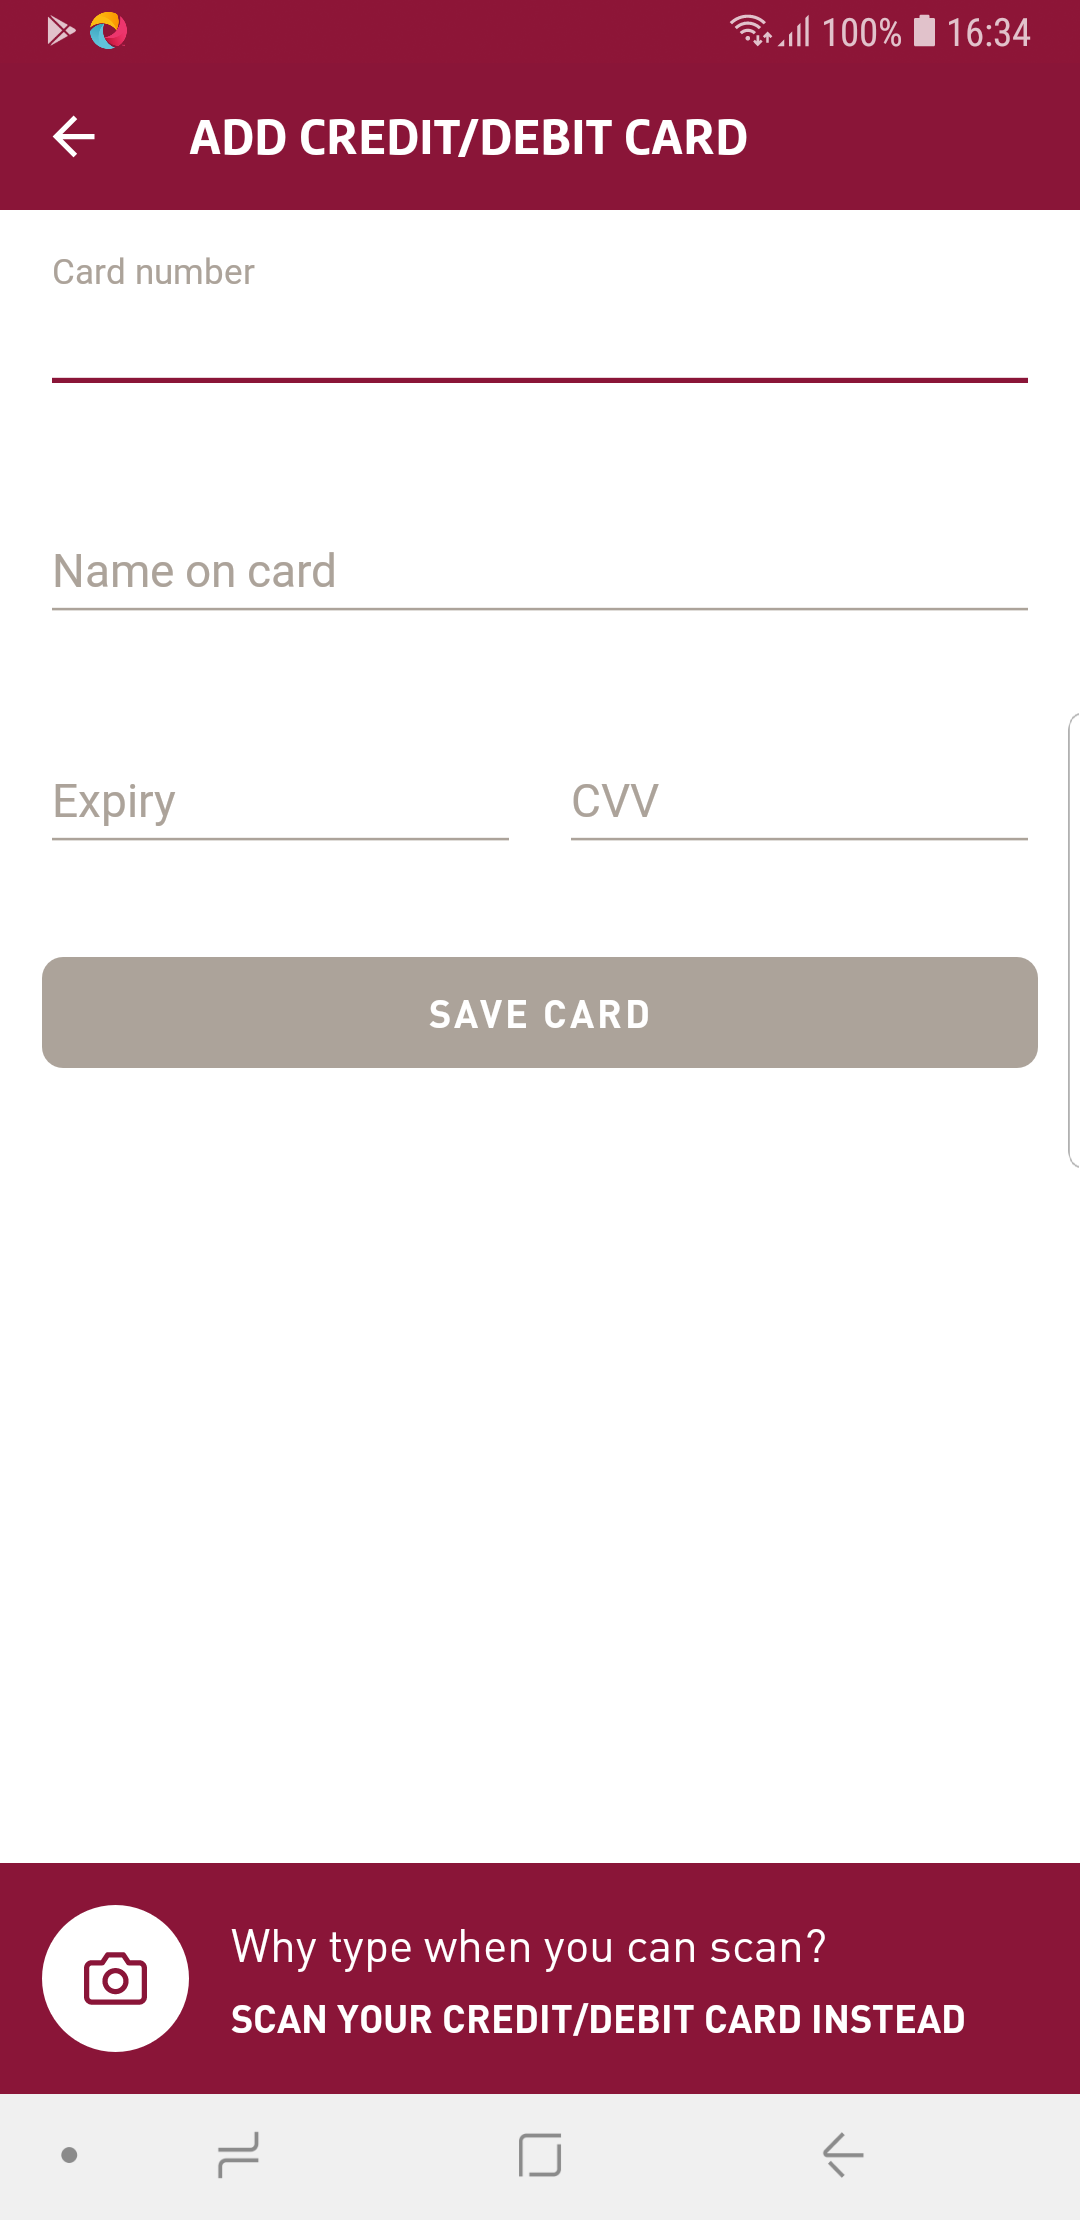 100% 16:34
ADD CREDIT/DEBIT CARD
Card number
Name on card
Expiry CVV
SAVE CARD
Why type when you can scan?
SCAN YOUR CREDIT/DEBIT CARD INSTEAD